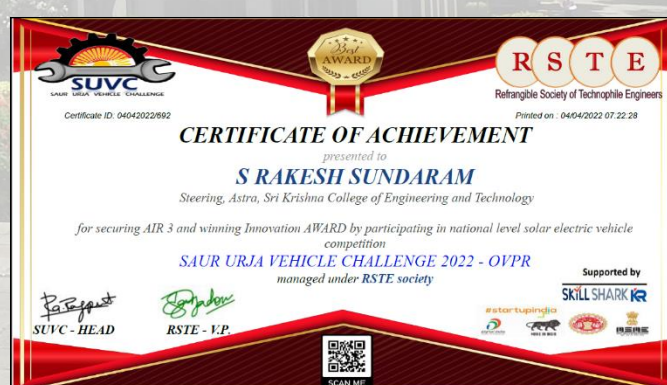 Best
AWARD
SUVC
SAUR URJA VEHICLE CHALLENGE
R S T E
Refrangible Society of Technophile Engineers
Certificate ID: 04042022/692
Printed on : 04/04/2022 07:22:28
CERTIFICATE OF ACHIEVEMENT
presented to
S RAKESH SUNDARAM
Steering, Astra, Sri Krishna College of Engineering and Technology
for securing AIR 3 and winning Innovation AWARD by participating in national level solar electric vehicle
competition
SAUR URJA VEHICLE CHALLENGE 2022 - OVPR
managed under RSTE society
Supported by
SKILL SHARK
#startupindia
SUVC - HEAD
RSTE - V.P.
SCAN ME